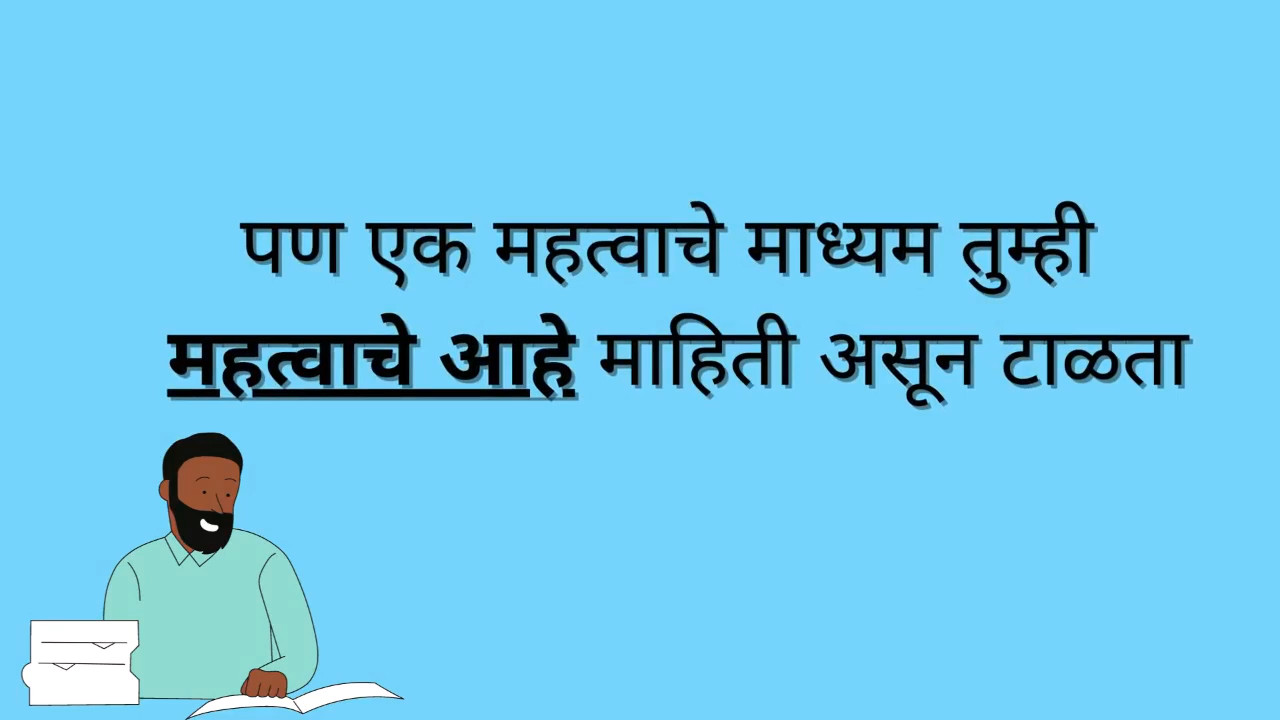 पण एक महत्वाचे माध्यम तुम्ही
महत्वाचे आहे माहिती असून टाळता